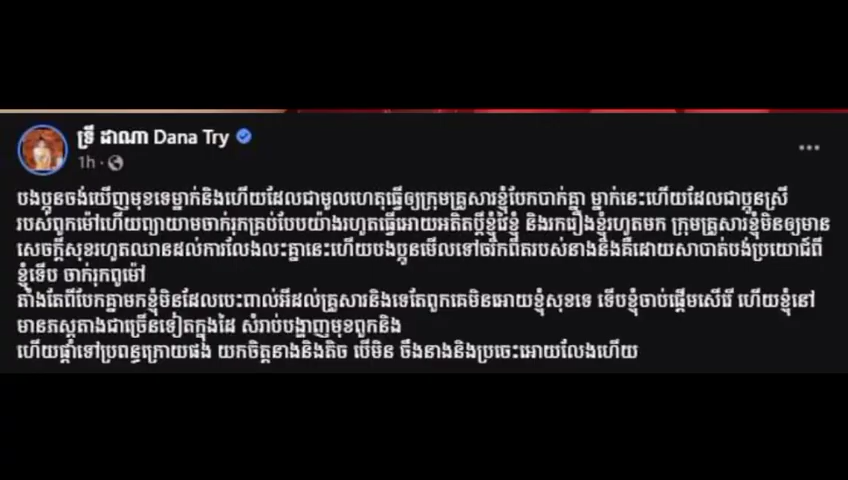 ទ្រី ដាណា Dana Try
1h
បងប្អូនចង់ឃើញមុខទេម្នាក់និងហើយដែលជាមូលហេតុធ្វើឲ្យក្រុមគ្រួសារខ្ញុំបែកបាក់គ្នា ម្នាក់នេះហើយដែលជាប្អូនស្រី
របស់ពួកម៉ៅហើយព្យាយាមចាក់រុកគ្រប់បែបយ៉ាងរហូតធ្វើអោយអតិតប្ដីខ្ញុំវ៉ៃខ្ញុំ និងរករឿងខ្ញុំរហូតមក ក្រុមគ្រួសារខ្ញុំមិនឲ្យមាន
សេចក្ដីសុខរហូតឈានដល់ការលែងលះគ្នានេះហើយបងប្អូនមើលទៅចរិកពិតរបស់នាងនិងគឺដោយសាបាត់បង់ប្រយោជ៍ពី
ខ្ញុំទើប ចាក់រុកពូម៉ៅ
តាំងតែពីបែកគ្នាមកខ្ញុំមិនដែលបេះពាល់អីដល់គ្រួសារនិងទេតែពួកគេមិនអោយខ្ញុំសុខទេ ទើបខ្ញុំចាប់ផ្ដើមសើរើ ហើយខ្ញុំនៅ
មានភស្តុតាងជាច្រើនទៀតក្នុងដៃ សំរាប់បង្ហាញមុខពួកនិង
ហើយផ្ដាំទៅប្រពន្ធក្រោយផង យកចិត្តនាងនិងតិច បើមិន ចឹងនាងនិងប្រចេះអោយលែងហើយ